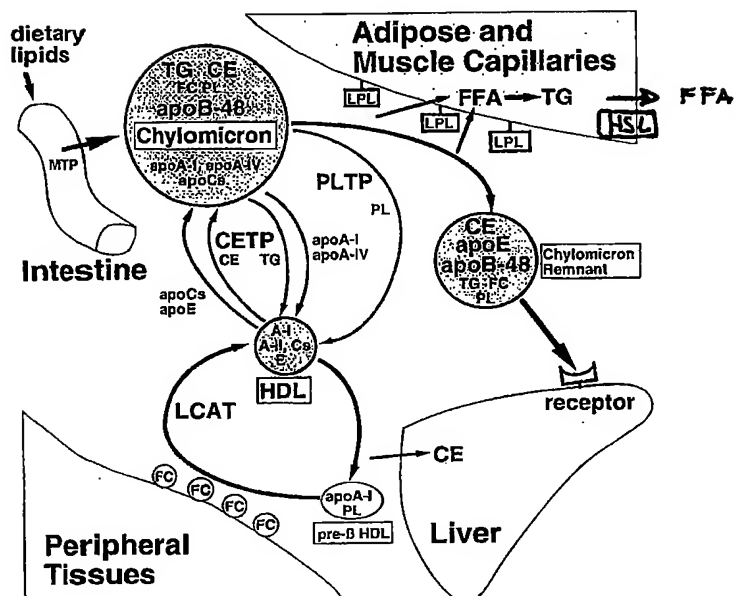 dietary
lipids
MTP
Intestine
TG CE
FC PL
apoB-48
Chylomicron
apoA-I, apoA-IV
apoCs
Adipose and
Muscle Capillaries
LPL
LPL
LPL
FFA
TG
FFA
HSL
PLTP
PL
CETP
CE TG
apoA-I
apoA-IV
apoCs
apoE
CE
apoE
apoB-48
TG FC
PL
Chylomicron
Remnant
receptor
A-I
A-II, Cs
E
HDL
LCAT
FC
FC
FC
FC
apoA-I
PL
pre-ß HDL
CE
Liver
Peripheral
Tissues